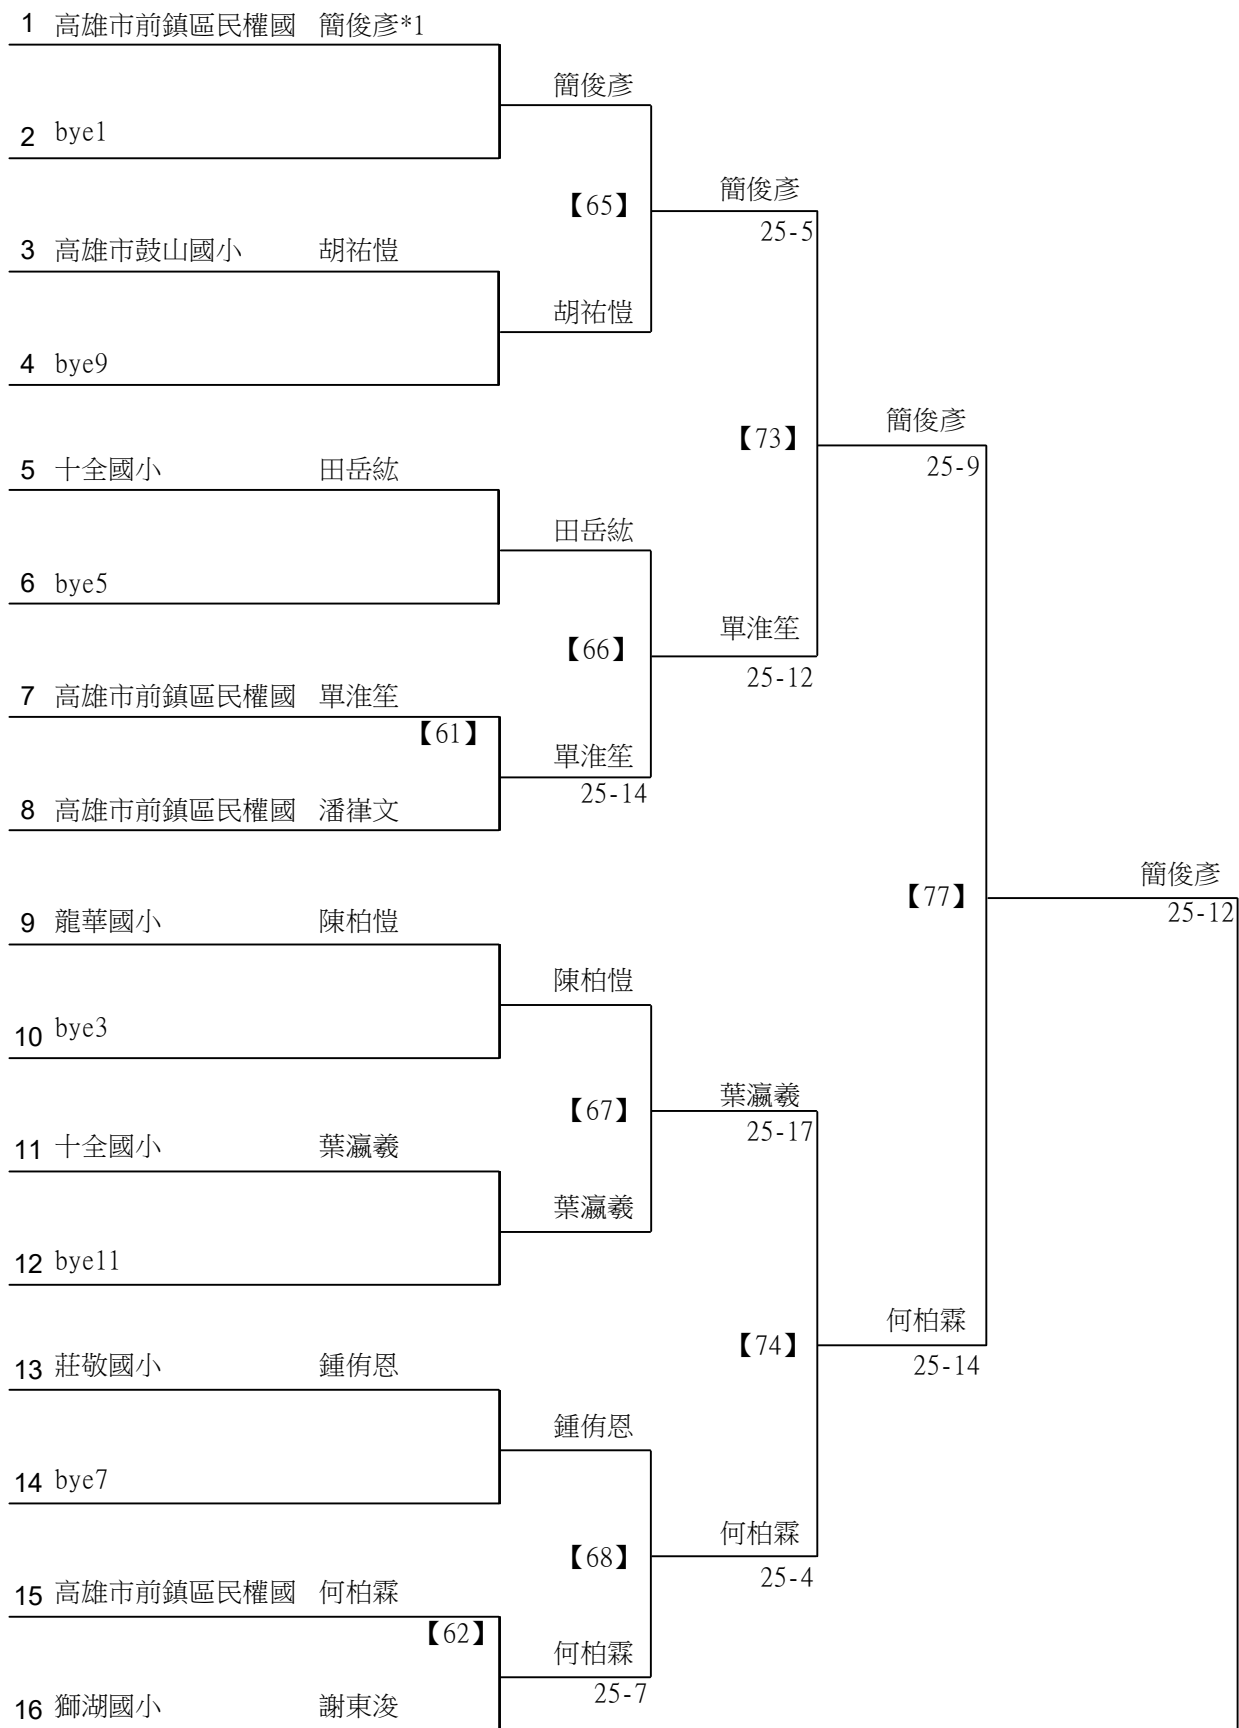 1 高雄市前鎮區民權國 簡俊彥*1
簡俊彥
2 bye1
【65】
簡俊彥
25-5
3 高雄市鼓山國小 胡祐愷
胡祐愷
4 bye9
【73】
簡俊彥
25-9
5 十全國小 田岳紘
田岳紘
6 bye5
【66】
單淮笙
25-12
7 高雄市前鎮區民權國 單淮笙
【61】
單淮笙
25-14
8 高雄市前鎮區民權國 潘嵂文
【77】
簡俊彥
25-12
9 龍華國小 陳柏愷
陳柏愷
10 bye3
【67】
葉瀛羲
25-17
11 十全國小 葉瀛羲
葉瀛羲
12 bye11
【74】
何柏霖
25-14
13 莊敬國小 鍾侑恩
鍾侑恩
14 bye7
【68】
何柏霖
25-4
15 高雄市前鎮區民權國 何柏霖
【62】
何柏霖
25-7
16 獅湖國小 謝東浚